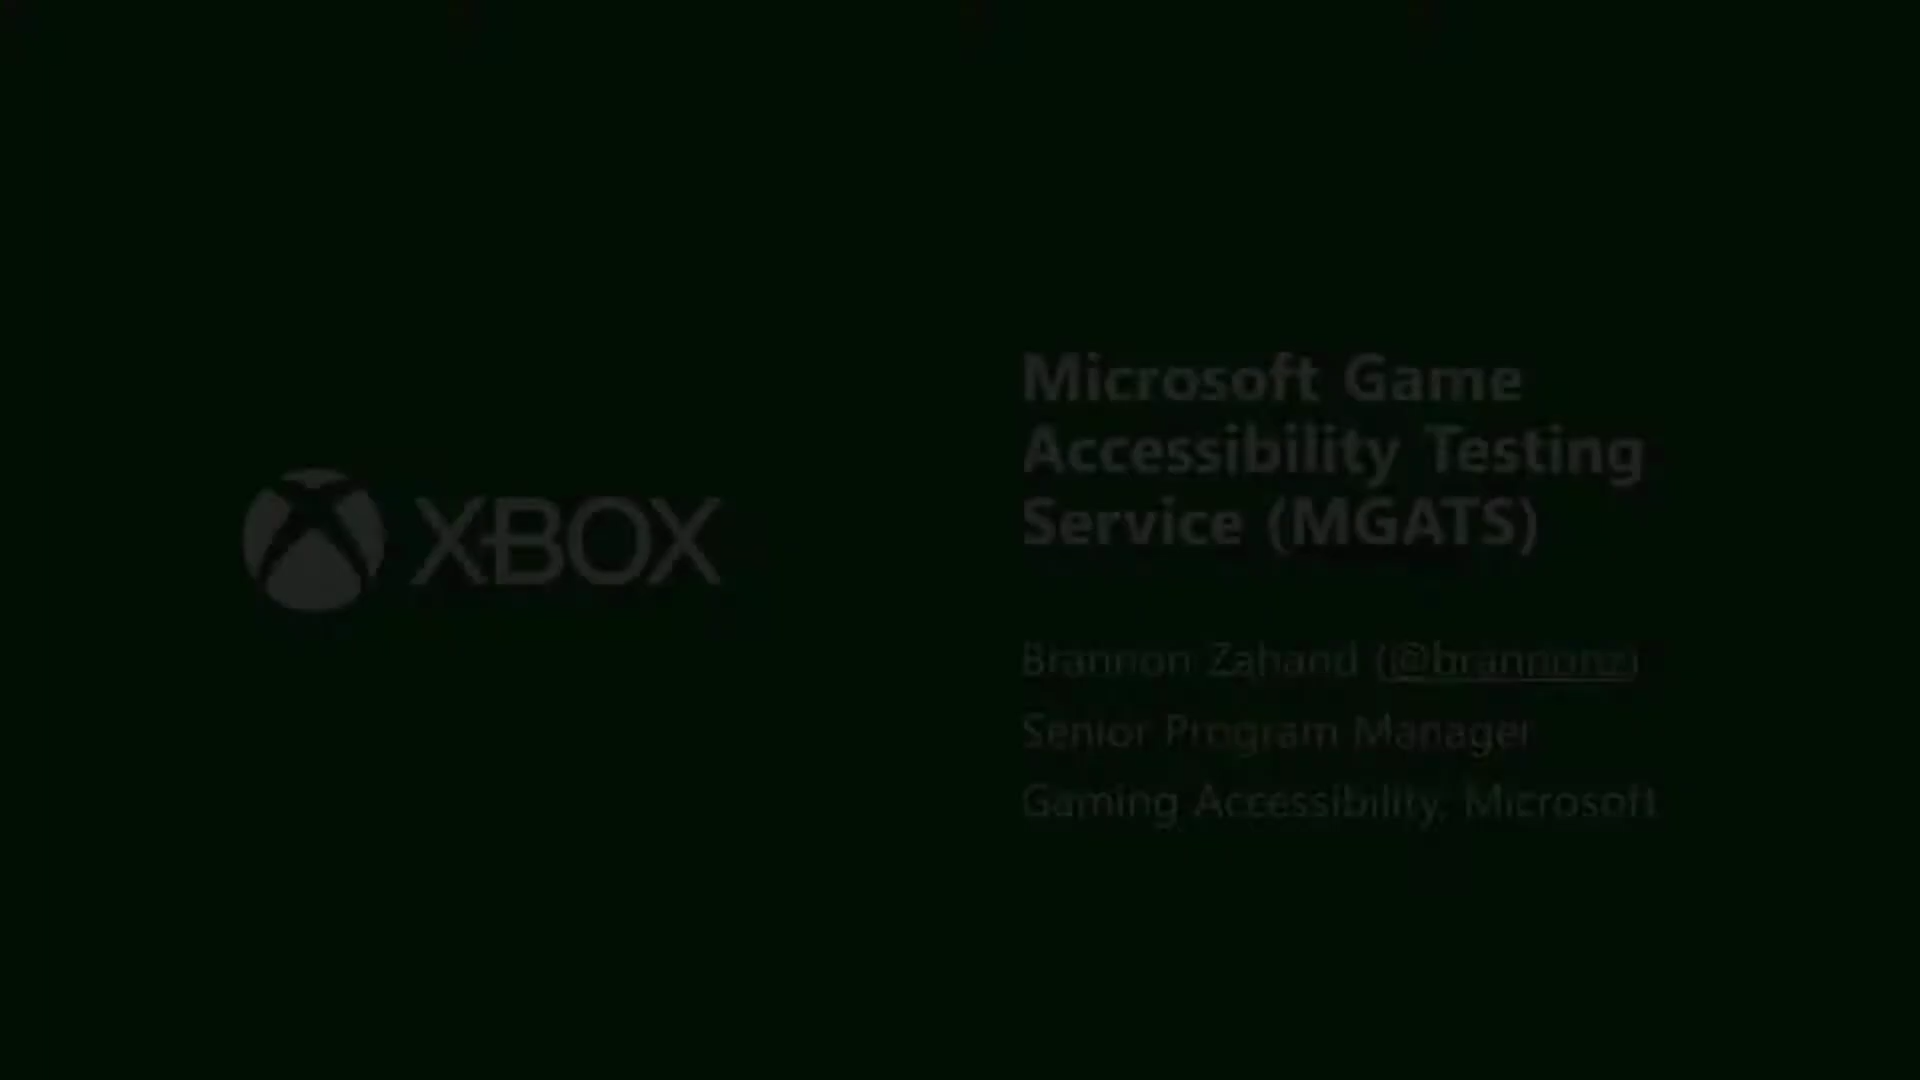 XBOX
Microsoft Game
Accessibility Testing
Service (MGATS)
Brannon Zahand (@brannonz)
Senior Program Manager
Gaming Accessibility, Microsoft